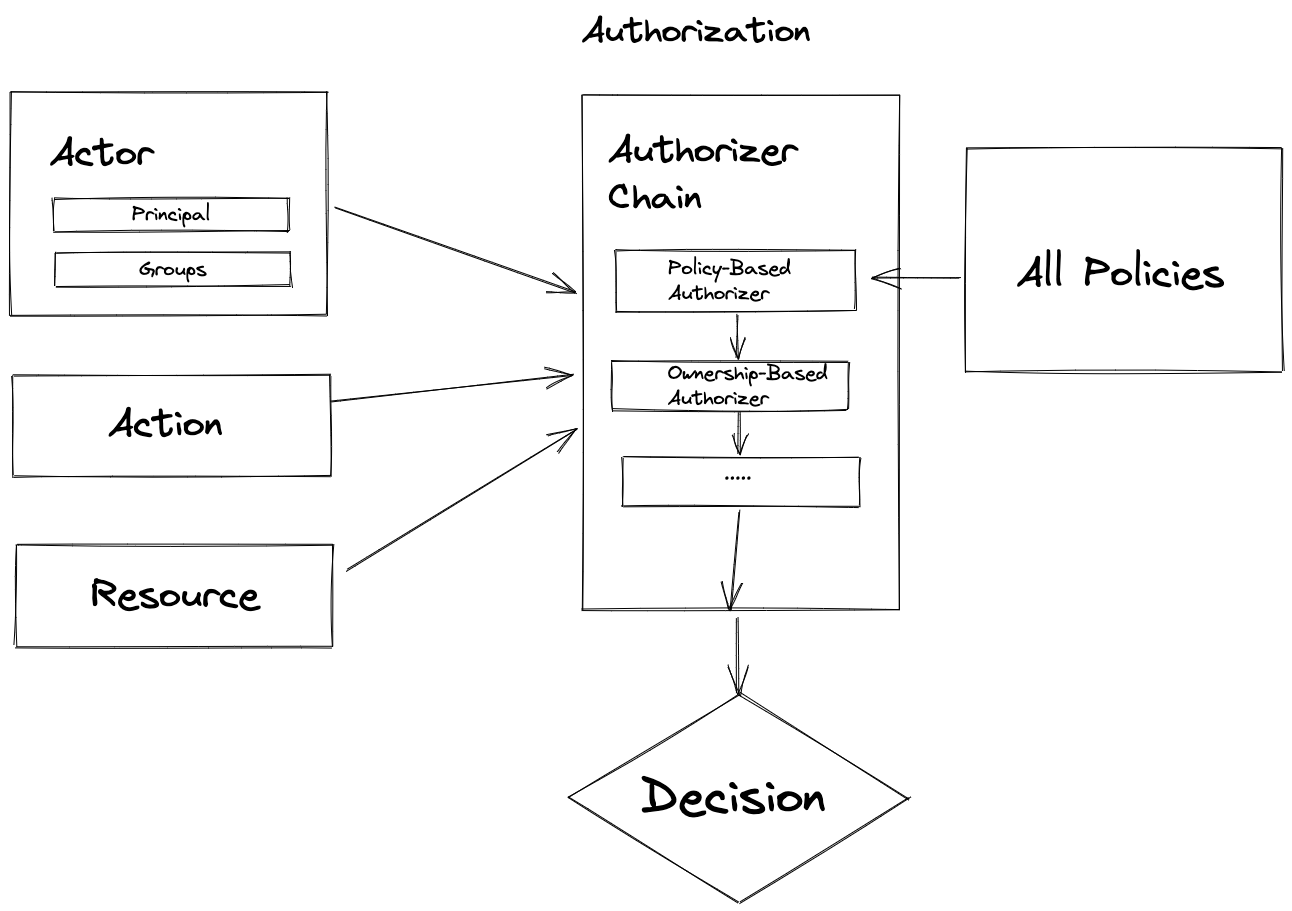 Authorization
Actor
Principal
Groups
Action
Resource
Authorizer
Chain
Policy-Based
Authorizer
Ownership-Based
Authorizer
.....
All Policies
Decision